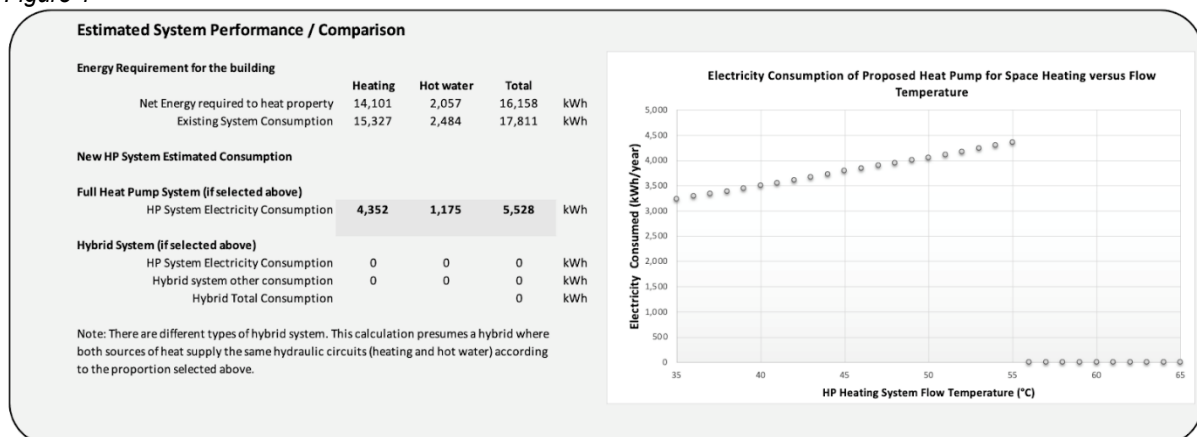 Estimated System Performance / Comparison
Energy Requirement for the building
Heating Hot water Total
Net Energy required to heat property 14,101 2,057 16,158 kWh
Existing System Consumption 15,327 2,484 17,811 kWh
New HP System Estimated Consumption
Full Heat Pump System (if selected above)
HP System Electricity Consumption 4,352 1,175 5,528 kWh
Hybrid System (if selected above)
HP System Electricity Consumption 0 0 0 kWh
Hybrid system other consumption 0 0 0 kWh
Hybrid Total Consumption 0 kWh
Note: There are different types of hybrid system. This calculation presumes a hybrid where
both sources of heat supply the same hydraulic circuits (heating and hot water) according
to the proportion selected above.
Electricity Consumption of Proposed Heat Pump for Space Heating versus Flow
Temperature
Electricity Consumed (kWh/year)
5,000
4,500
4,000
3,500
3,000
2,500
2,000
1,500
1,000
500
0
35 40 45 50 55 60 65
HP Heating System Flow Temperature (°C)